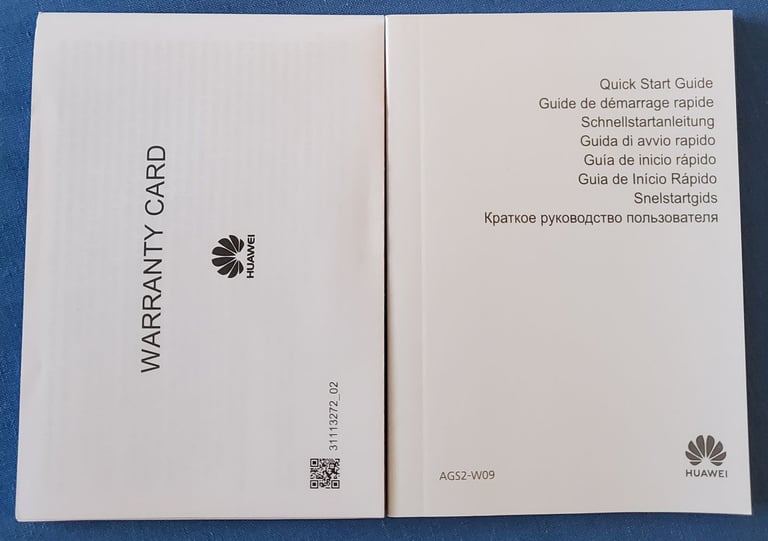 WARRANTY CARD
HUAWEI
31113272_02
Quick Start Guide
Guide de démarrage rapide
Schnellstartanleitung
Guida di avvio rapido
Guía de inicio rápido
Guia de Início Rápido
Snelstartgids
Краткое руководство пользователя
AGS2-W09
HUAWEI